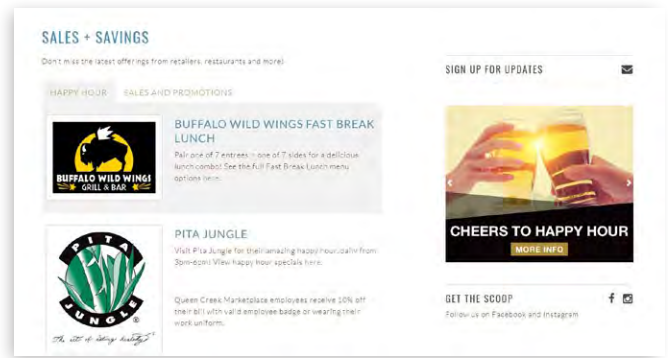 SALES + SAVINGS
Don't miss the latest offerings from retailers, restaurants and more!
HAPPY HOUR
SALES AND PROMOTIONS
BUFFALO WILD WINGS
GRILL & BAR
BUFFALO WILD WINGS FAST BREAK
LUNCH
Pair one of 7 entrees + one of 7 sides for a delicious
lunch combo! See the full Fast Break Lunch menu
options here.
PITA
JUNGLE
The art of eating healthy
PITA JUNGLE
Visit Pita Jungle for their amazing happy hour, daily from
3pm-6pm! View happy hour specials here.
Queen Creek Marketplace employees receive 10% off
their bill with valid employee badge or wearing their
work uniform.
SIGN UP FOR UPDATES
CHEERS TO HAPPY HOUR
MORE INFO
GET THE SCOOP
Follow us on Facebook and Instagram